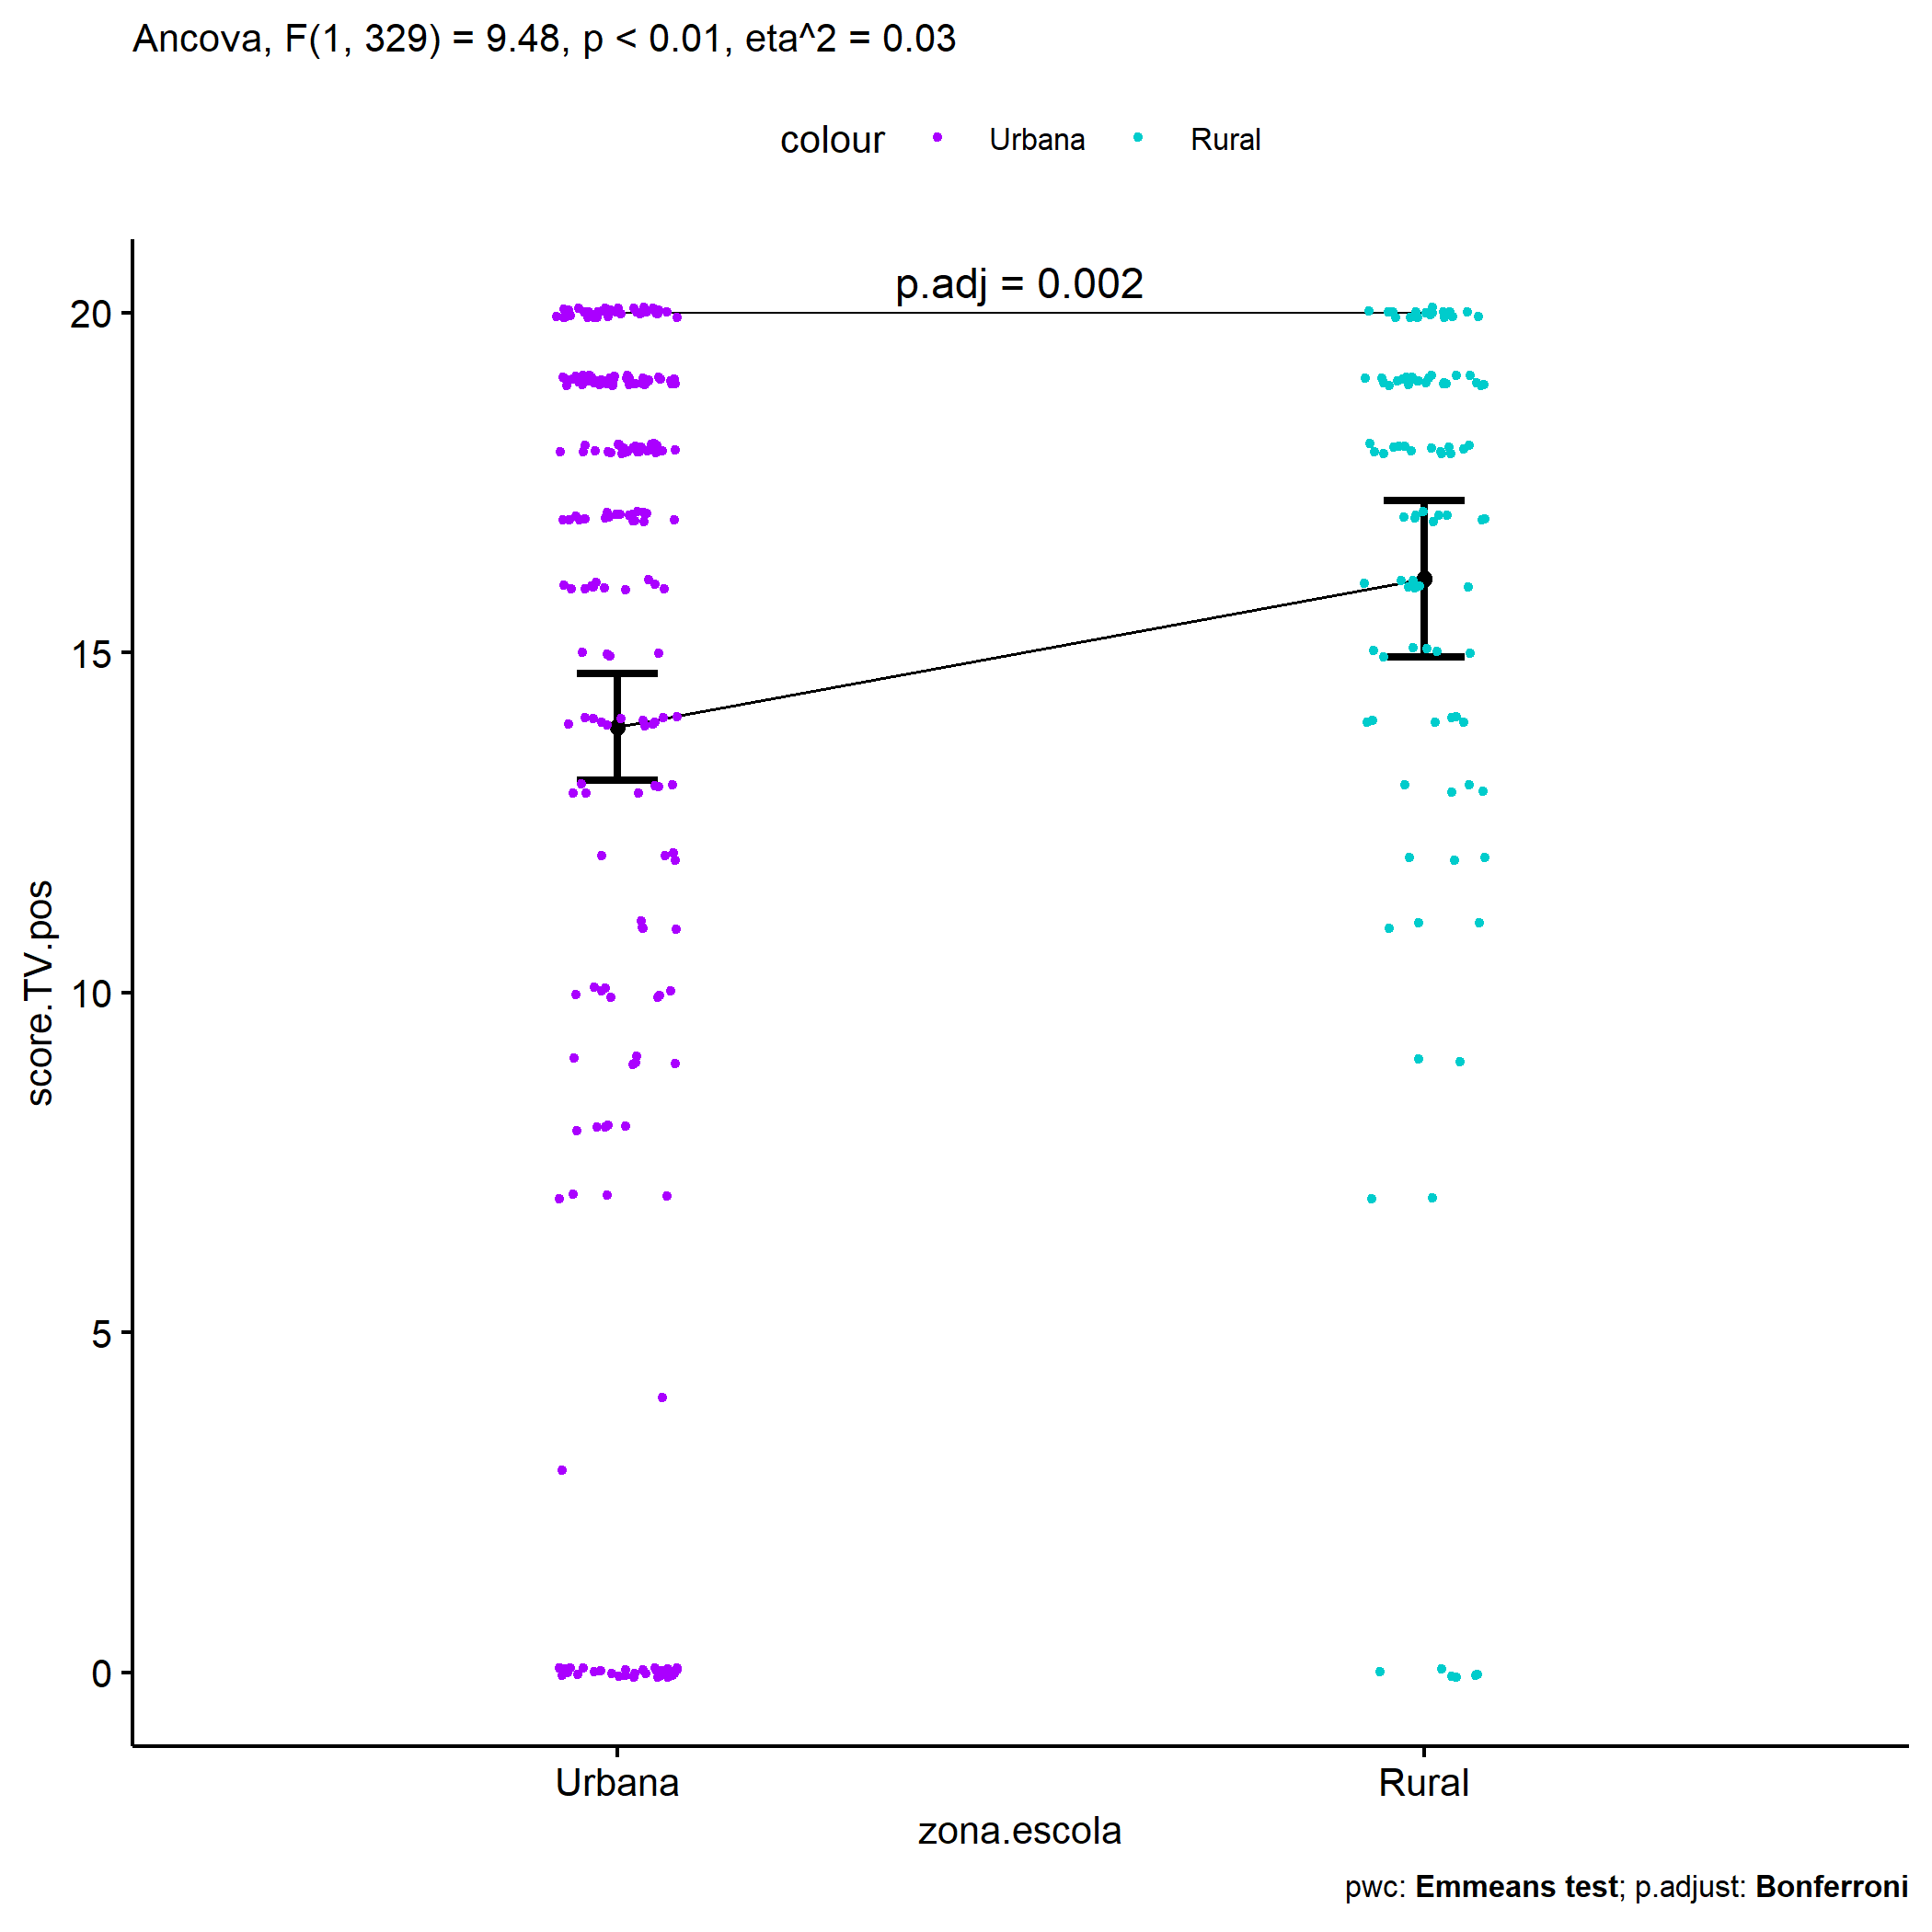 Ancova, F(1, 329) = 9.48, p < 0.01, eta^2 = 0.03
colour Urbana Rural
p.adj = 0.002
20
15
10
5
0
score.TV.pos
Urbana Rural
zona.escola
pwc: Emmeans test; p.adjust: Bonferroni